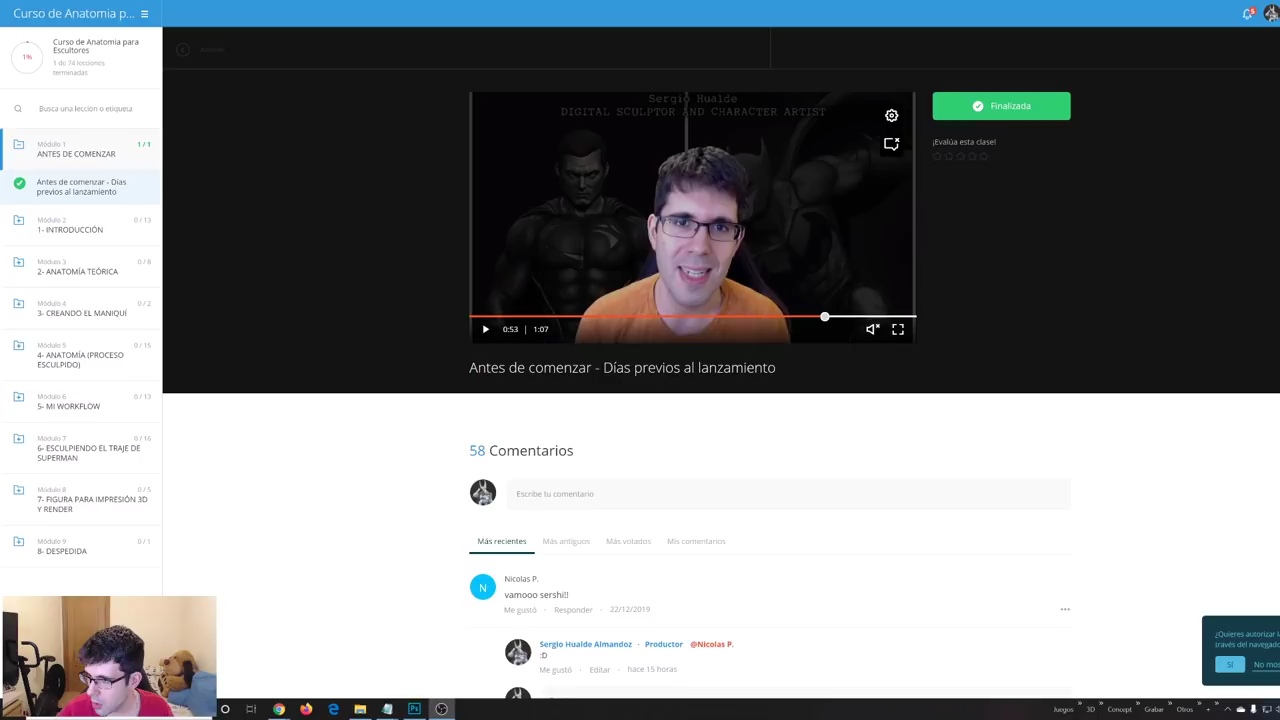 Curso de Anatomia p...
5
Curso de Anatomia para
Escultores
1%
1 de 74 lecciones
terminadas
Busca una lección o etiqueta
Módulo 1
1 / 1
ANTES DE COMENZAR
Antes de comenzar - Días
previos al lanzamiento
Módulo 2
0 / 13
1- INTRODUCCIÓN
Módulo 3
0 / 8
2- ANATOMÍA TEÓRICA
Módulo 4
0 / 2
3- CREANDO EL MANIQUÍ
Módulo 5
0 / 15
4- ANATOMÍA (PROCESO
ESCULPIDO)
Módulo 6
0 / 13
5- MI WORKFLOW
Módulo 7
0 / 16
6- ESCULPIENDO EL TRAJE DE
SUPERMAN
Módulo 8
0 / 5
7- FIGURA PARA IMPRESIÓN 3D
Y RENDER
Módulo 9
0 / 1
8- DESPEDIDA
Anterior
Sergio Hualde
DIGITAL SCULPTOR AND CHARACTER ARTIST
0:53 | 1:07
Finalizada
¡Evalúa esta clase!
Antes de comenzar - Días previos al lanzamiento
58 Comentarios
Escribe tu comentario
Más recientes
Más antiguos
Más votados
Mis comentarios
N
Nicolas P.
vamooo sershi!!
Me gustó · Responder · 22/12/2019
Sergio Hualde Almandoz - Productor @Nicolas P.
:D
Me gustó · Editar · hace 15 horas
¿Quieres autorizar
través del navegado
SÍ
No mos
Ps
Juegos
3D
Concept
Grabar
Otros